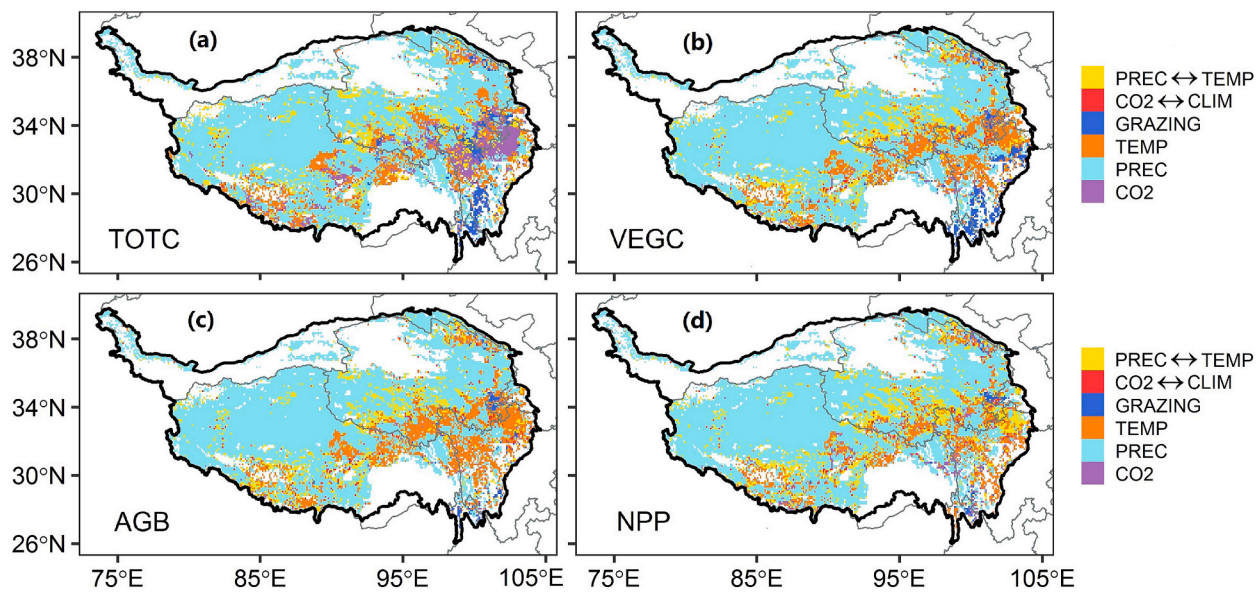 (a)
TOTC
38°N
34°N
30°N
26°N
(b)
VEGC
PREC ↔ TEMP
CO2 ↔ CLIM
GRAZING
TEMP
PREC
CO2
(c)
AGB
38°N
34°N
30°N
26°N
75°E 85°E 95°E 105°E
(d)
NPP
75°E 85°E 95°E 105°E
PREC ↔ TEMP
CO2 ↔ CLIM
GRAZING
TEMP
PREC
CO2